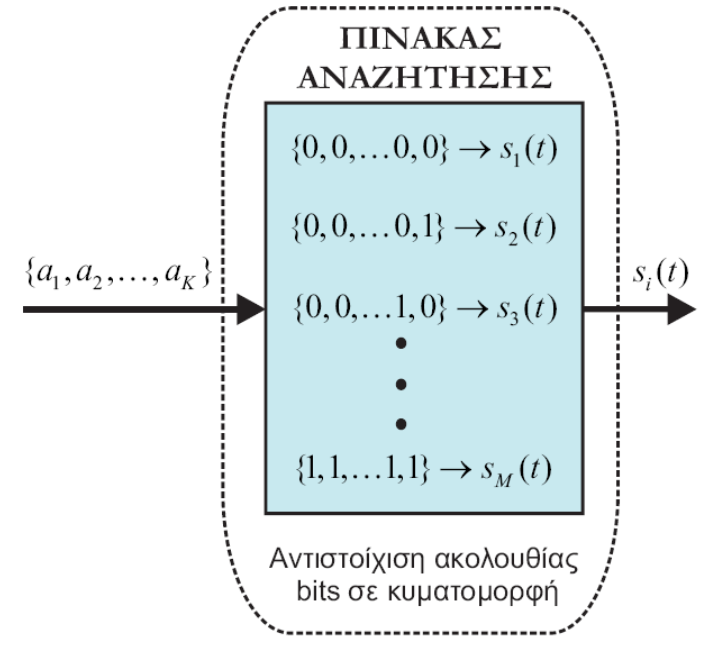 ΠΙΝΑΚΑΣ
ΑΝΑΖΗΤΗΣΗΣ
{0,0,…0,0} → s₁(t)
{0,0,…0,1} → s₂(t)
{a₁,a₂,…,a_K}
{0,0,…1,0} → s₃(t)
s_i(t)
{1,1,…1,1} → s_M(t)
Αντιστοίχιση ακολουθίας
bits σε κυματομορφή